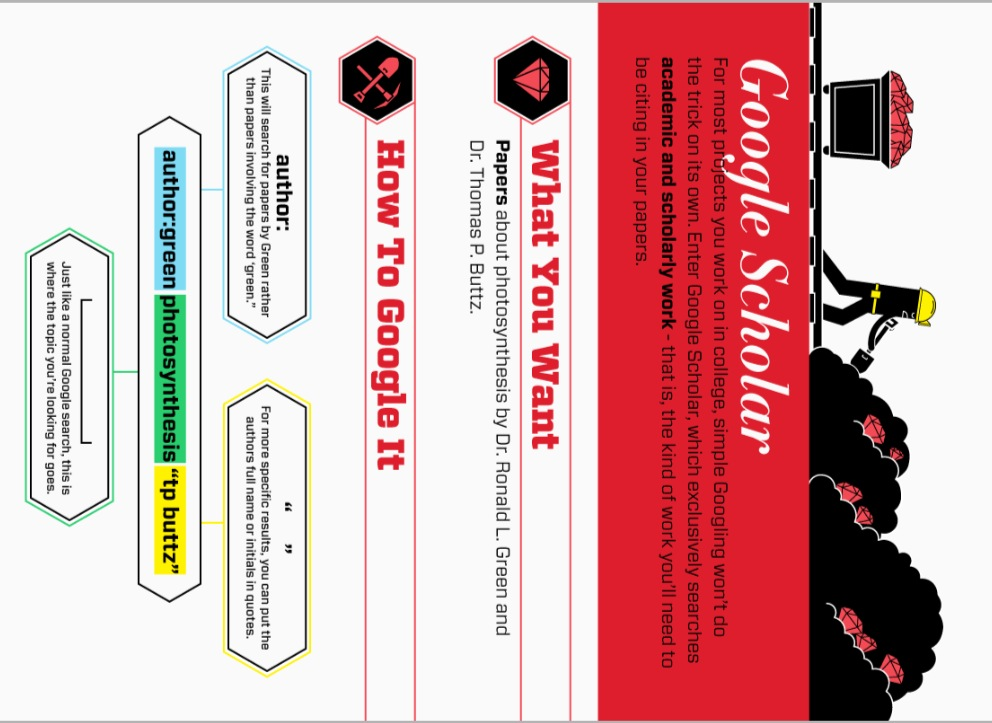 Google Scholar
For most projects you work on in college, simple Googling won't do
the trick on its own. Enter Google Scholar, which exclusively searches
academic and scholarly work - that is, the kind of work you'll need to
be citing in your papers.
What You Want
Papers about photosynthesis by Dr. Ronald L. Green and
Dr. Thomas P. Buttz.
How To Google It
author:
This will search for papers by Green rather
than papers involving the word "green."
“ ”
For more specific results, you can put the
authors full name or initials in quotes.
author:green photosynthesis “tp buttz”
Just like a normal Google search, this is
where the topic you're looking for goes.